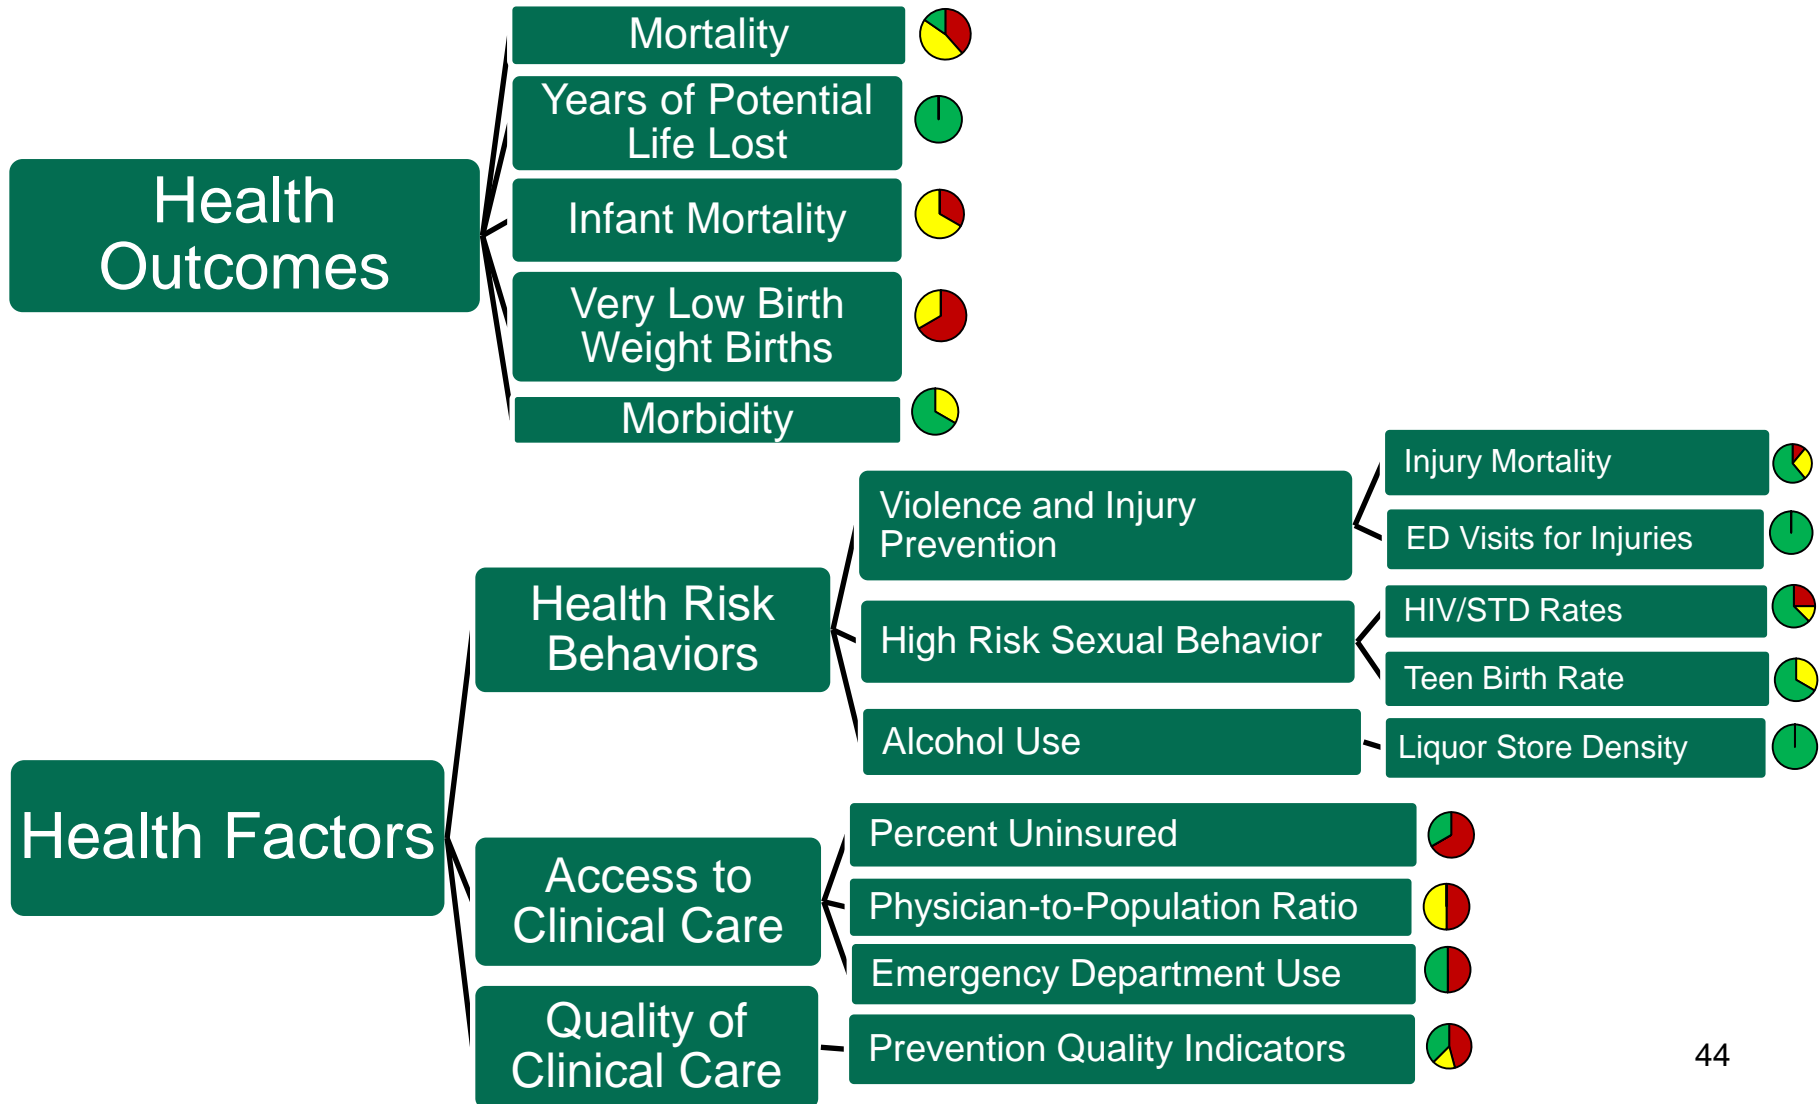 Mortality
Years of Potential
Life Lost
Health
Outcomes
Infant Mortality
Very Low Birth
Weight Births
Morbidity
Health Factors
Health Risk
Behaviors
Violence and Injury
Prevention
Injury Mortality
ED Visits for Injuries
High Risk Sexual Behavior
HIV/STD Rates
Teen Birth Rate
Alcohol Use
Liquor Store Density
Access to
Clinical Care
Percent Uninsured
Physician-to-Population Ratio
Emergency Department Use
Quality of
Clinical Care
Prevention Quality Indicators
44